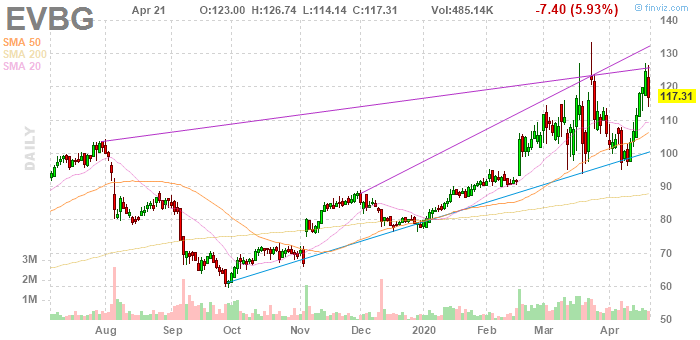 EVBG
Apr 21 O:123.00 H:126.74 L:114.14 C:117.31 Vol:485.14K -7.40 (5.93%)
© finviz.com
SMA 50
SMA 200
SMA 20
DAILY
140
130
120
117.31
110
100
90
80
70
60
50
3M
2M
1M
Aug Sep Oct Nov Dec 2020 Feb Mar Apr